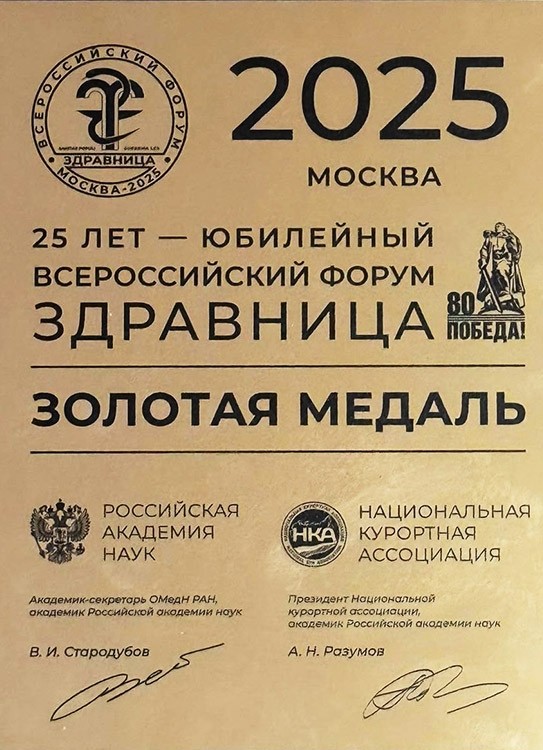 ВСЕРОССИЙСКИЙ ФОРУМ
ЗДРАВНИЦА
МОСКВА-2025
2025
МОСКВА
25 ЛЕТ — ЮБИЛЕЙНЫЙ
ВСЕРОССИЙСКИЙ ФОРУМ
ЗДРАВНИЦА
80
ПОБЕДА!
ЗОЛОТАЯ МЕДАЛЬ
РОССИЙСКАЯ
АКАДЕМИЯ
НАУК
НКА
НАЦИОНАЛЬНАЯ
КУРОРТНАЯ
АССОЦИАЦИЯ
Академик-секретарь ОМедН РАН,
академик Российской академии наук
В. И. Стародубов
Президент Национальной
курортной ассоциации,
академик Российской академии наук
А. Н. Разумов